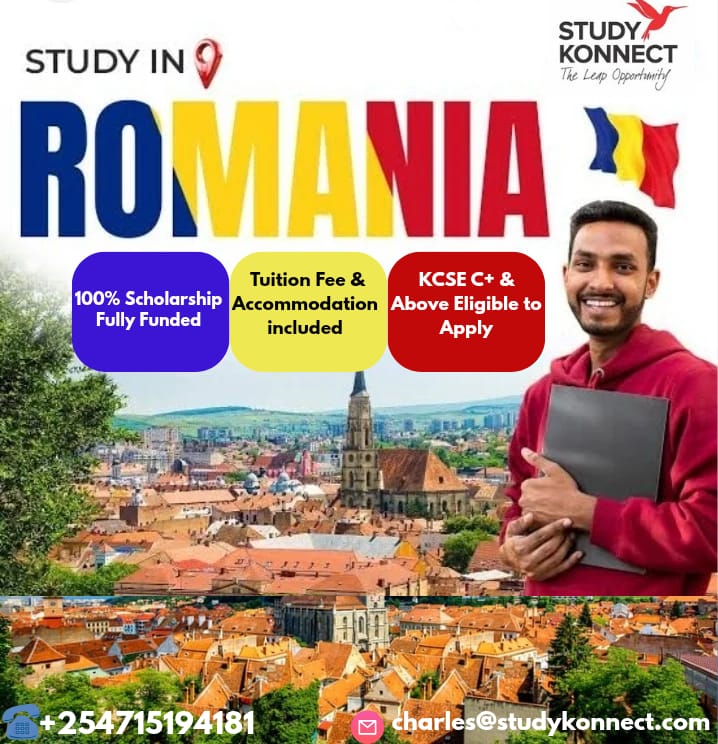 STUDY IN
STUDY
KONNECT
The Leap Opportunity
ROMANIA
100% Scholarship
Fully Funded
Tuition Fee &
Accommodation
included
KCSE C+ &
Above Eligible to
Apply
+254715194181
charles@studykonnect.com